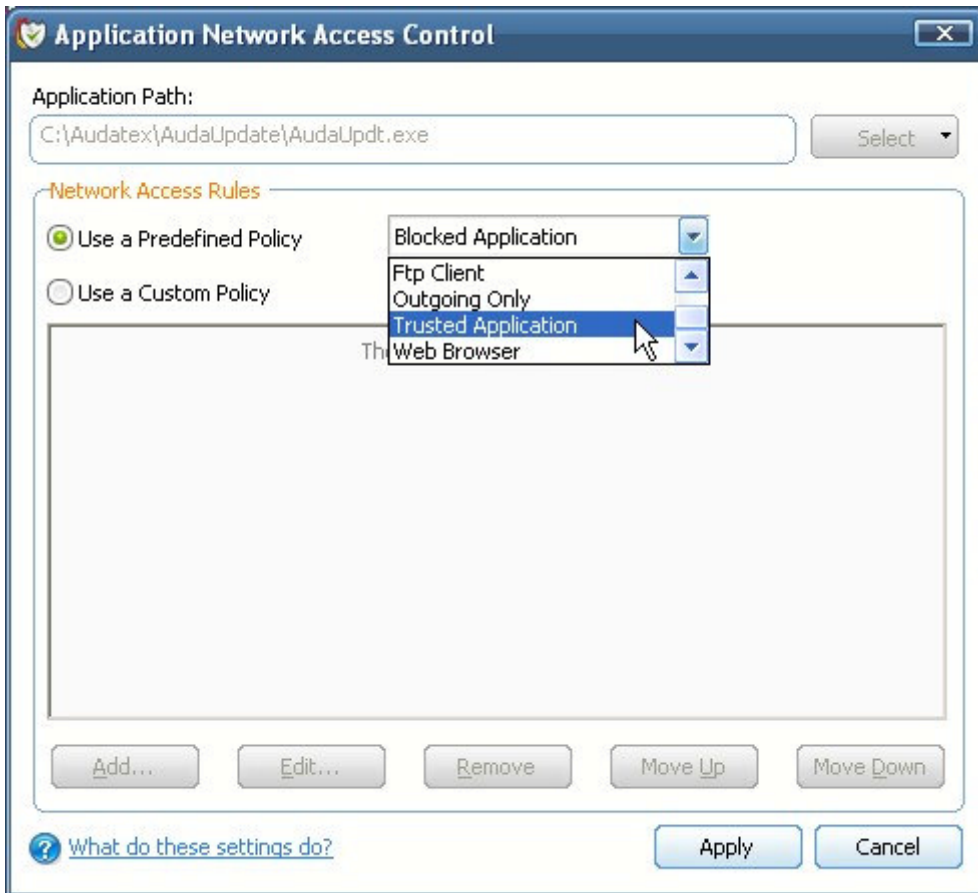 Application Network Access Control
Application Path:
C:\Audatex\AudaUpdate\AudaUpdt.exe
Select
Network Access Rules
Use a Predefined Policy
Blocked Application
Ftp Client
Use a Custom Policy
Outgoing Only
Trusted Application
Web Browser
Add...
Edit...
Remove
Move Up
Move Down
What do these settings do?
Apply
Cancel